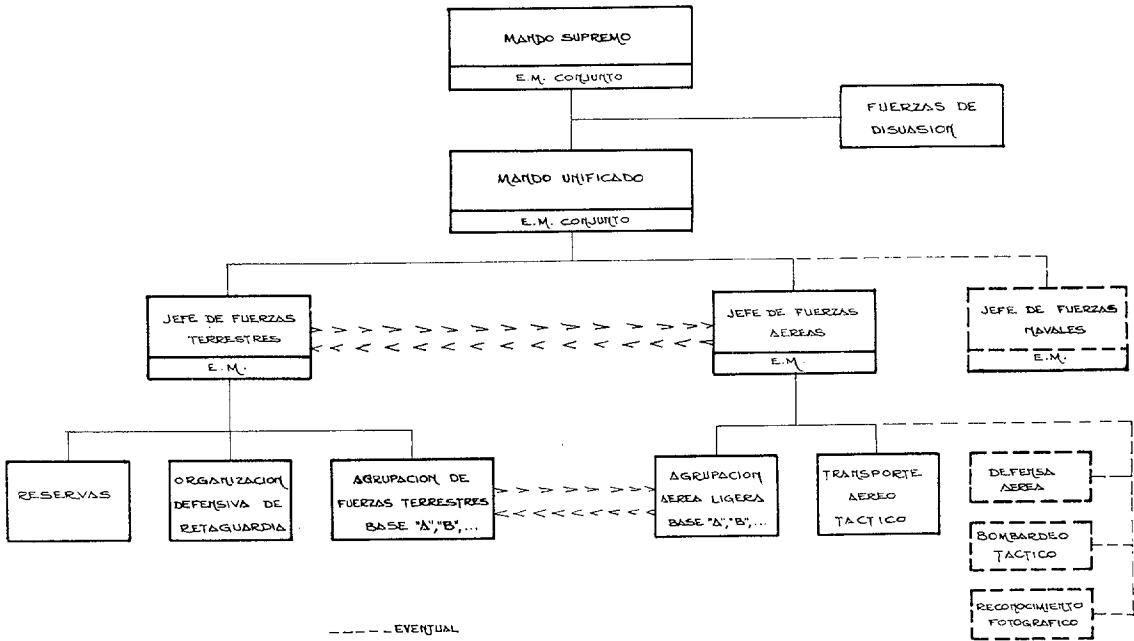 MANDO SUPREMO
E.M. CONJUNTO
FUERZAS DE
DISUASION
MANDO UNIFICADO
E.M. CONJUNTO
JEFE DE FUERZAS
TERRESTRES
E.M.
JEFE DE FUERZAS
AEREAS
E.M.
JEFE DE FUERZAS
NAVALES
E.M.
RESERVAS
ORGANIZACION
DEFENSIVA DE
RETAGUARDIA
AGRUPACION DE
FUERZAS TERRESTRES
BASE "A","B",...
AGRUPACION
AEREA LIGERA
BASE "A","B",...
TRANSPORTE
AEREO
TACTICO
DEFENSA
AEREA
BOMBARDEO
TACTICO
RECONOCIMIENTO
FOTOGRAFICO
EVENTUAL